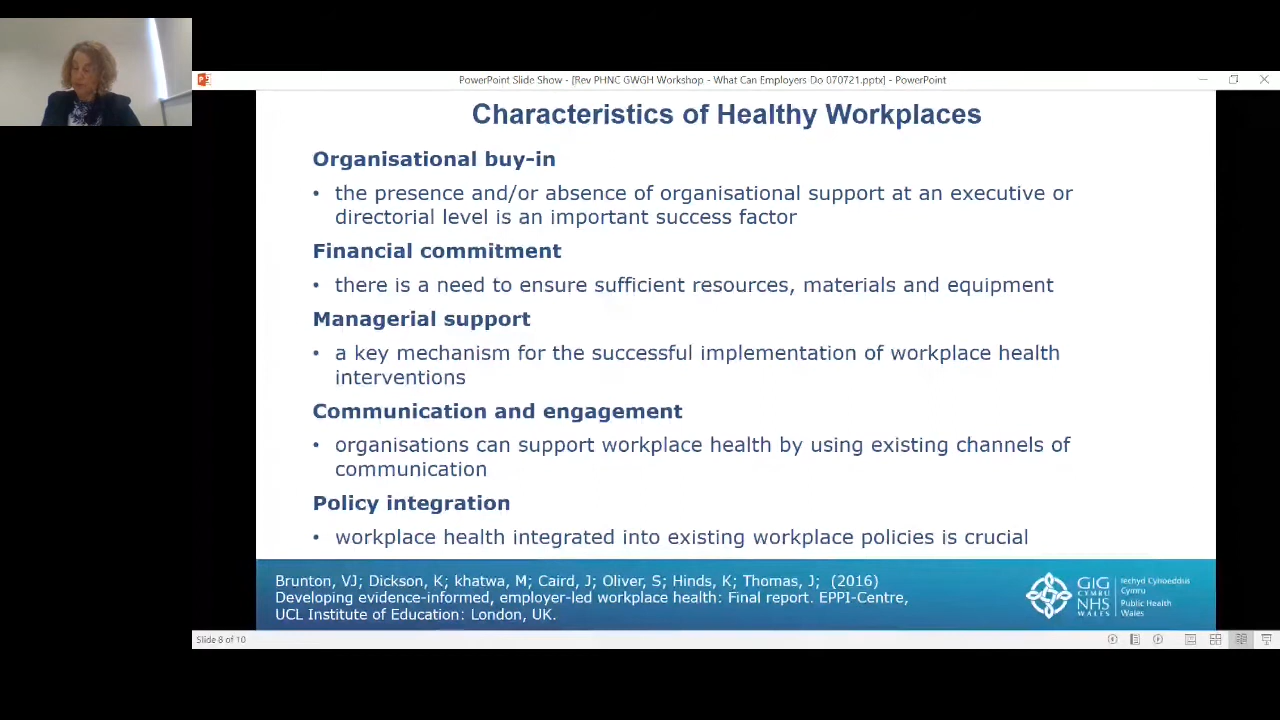 PowerPoint Slide Show - [Rev PHNC GWGH Workshop - What Can Employers Do 070721.pptx] - PowerPoint
Characteristics of Healthy Workplaces
Organisational buy-in
• the presence and/or absence of organisational support at an executive or
directorial level is an important success factor
Financial commitment
• there is a need to ensure sufficient resources, materials and equipment
Managerial support
• a key mechanism for the successful implementation of workplace health
interventions
Communication and engagement
• organisations can support workplace health by using existing channels of
communication
Policy integration
• workplace health integrated into existing workplace policies is crucial
Brunton, VJ; Dickson, K; khatwa, M; Caird, J; Oliver, S; Hinds, K; Thomas, J; (2016)
Developing evidence-informed, employer-led workplace health: Final report. EPPI-Centre,
UCL Institute of Education: London, UK.
GIG
CYMRU
NHS
WALES
Iechyd Cyhoeddus
Cymru
Public Health
Wales
Slide 8 of 10